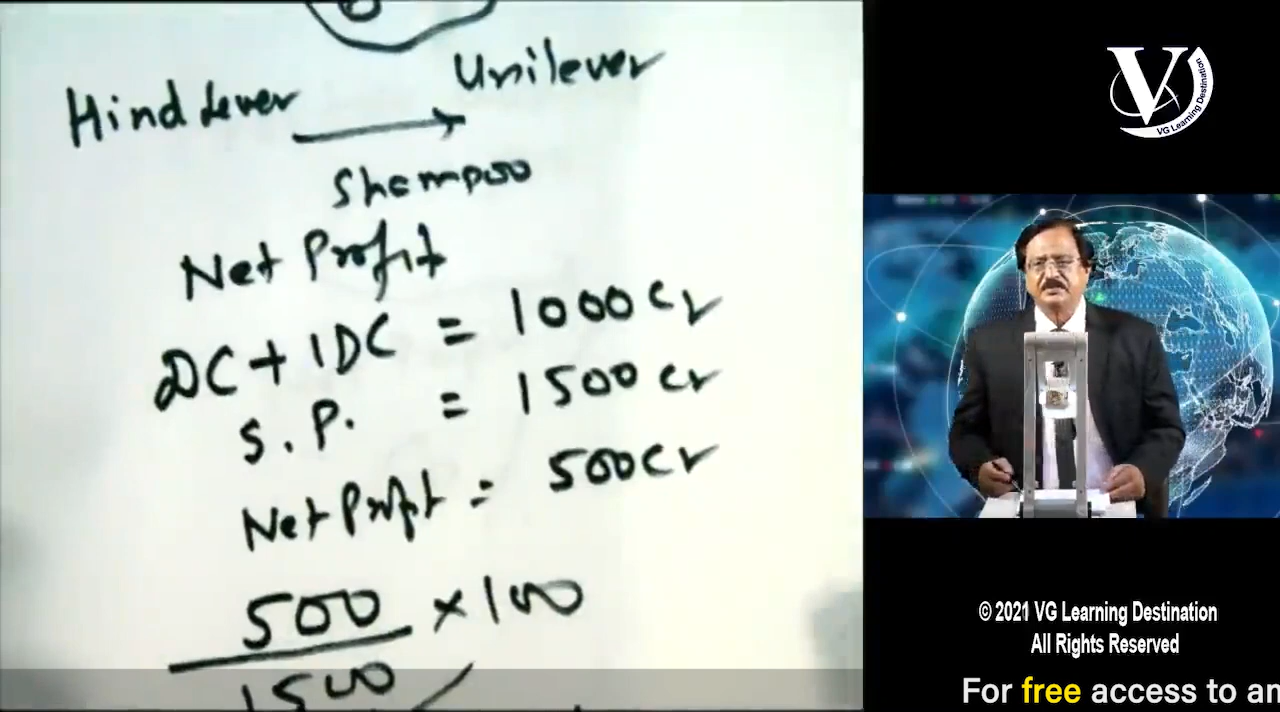 Hind Lever → Unilever
Shampoo
Net Profit
DC + IDC = 1000 Cr
S.P. = 1500 Cr
Net Profit = 500 Cr
500 × 100
1500
V
VG Learning Destination
© 2021 VG Learning Destination
All Rights Reserved
For free access to an